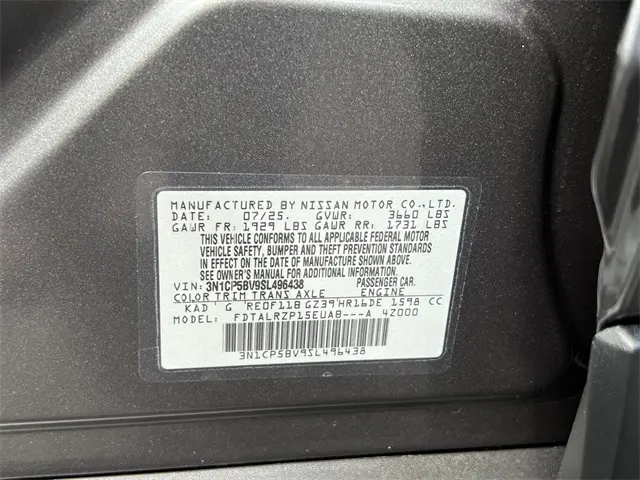 MANUFACTURED BY NISSAN MOTOR CO.,LTD.
DATE: 07/25. GVWR: 3660 LBS
GAWR FR: 1929 LBS GAWR RR: 1731 LBS
THIS VEHICLE CONFORMS TO ALL APPLICABLE FEDERAL MOTOR
VEHICLE SAFETY, BUMPER AND THEFT PREVENTION STANDARDS
IN EFFECT ON THE DATE OF MANUFACTURE SHOWN ABOVE.
SEE OWNER'S MANUAL FOR ADDITIONAL INFORMATION.
VIN: 3N1CP5BV9SL496438 PASSENGER CAR.
COLOR TRIM TRANS AXLE ENGINE
KAD G RE0F11B GZ39 HR16DE 1598 CC
MODEL: FDTALRZP15EUAB---A 4Z000
3N1CP5BV9SL496438